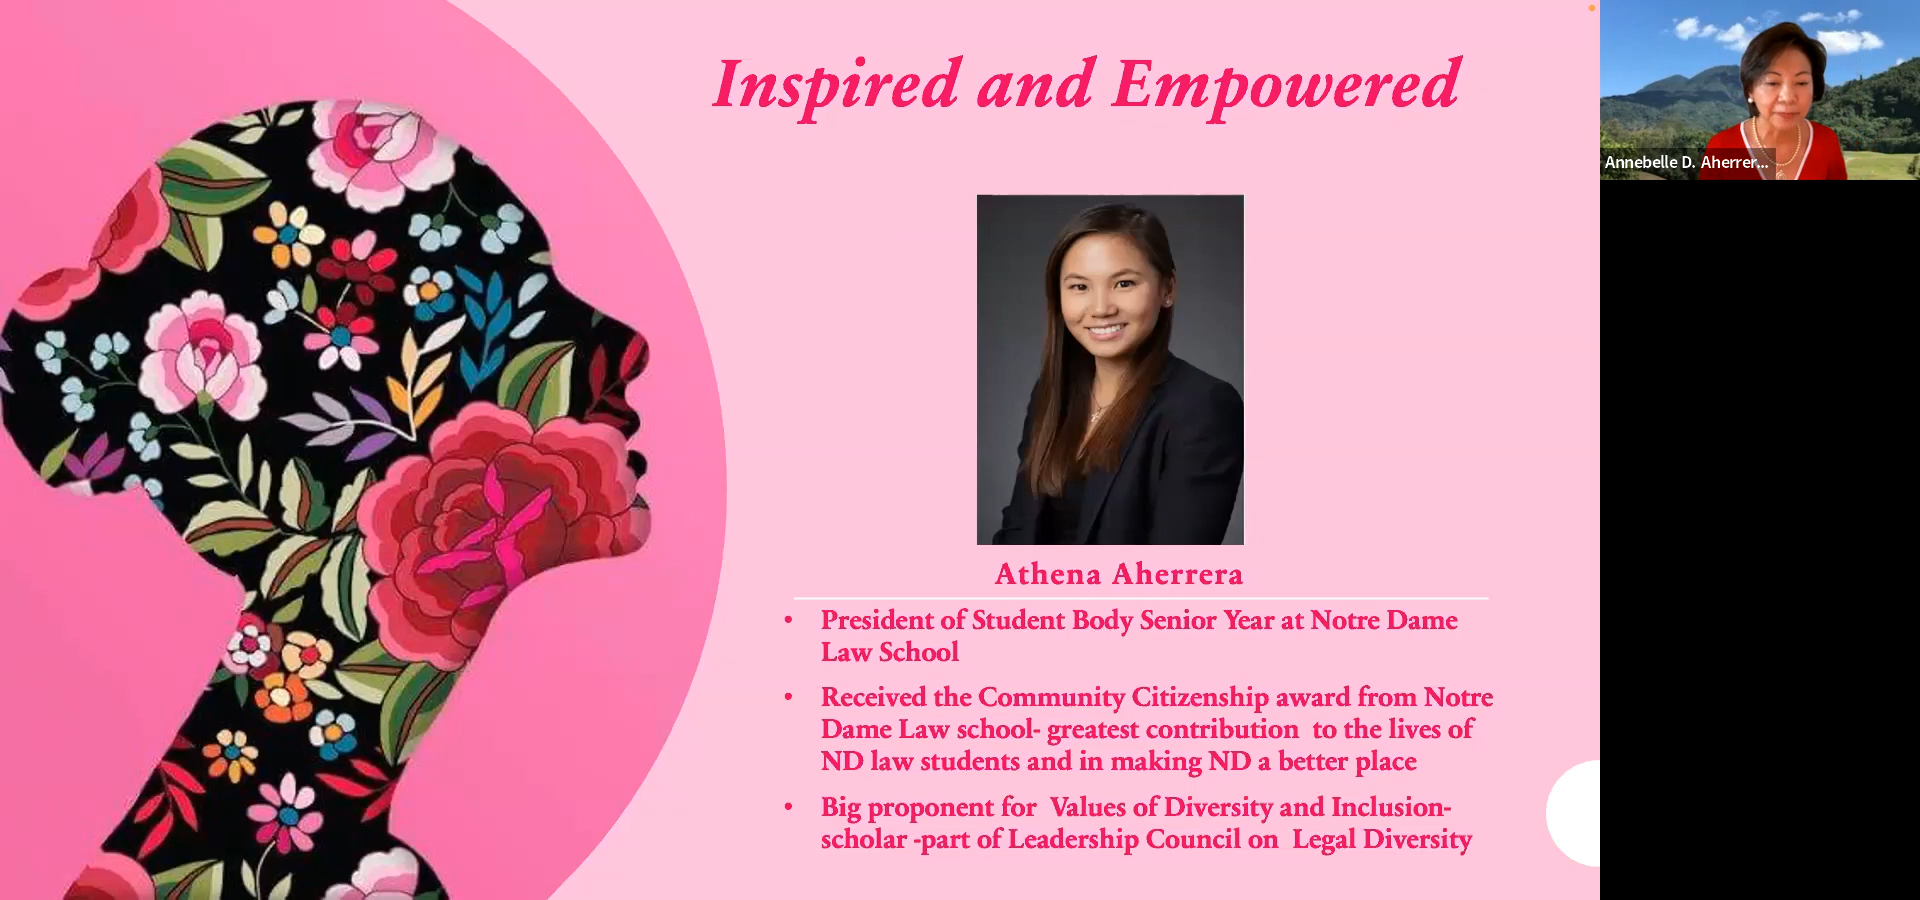 Inspired and Empowered
Annebelle D. Aherrer...
Athena Aherrera
• President of Student Body Senior Year at Notre Dame
Law School
• Received the Community Citizenship award from Notre
Dame Law school- greatest contribution  to the lives of
ND law students and in making ND a better place
• Big proponent for  Values of Diversity and Inclusion-
scholar -part of Leadership Council on  Legal Diversity